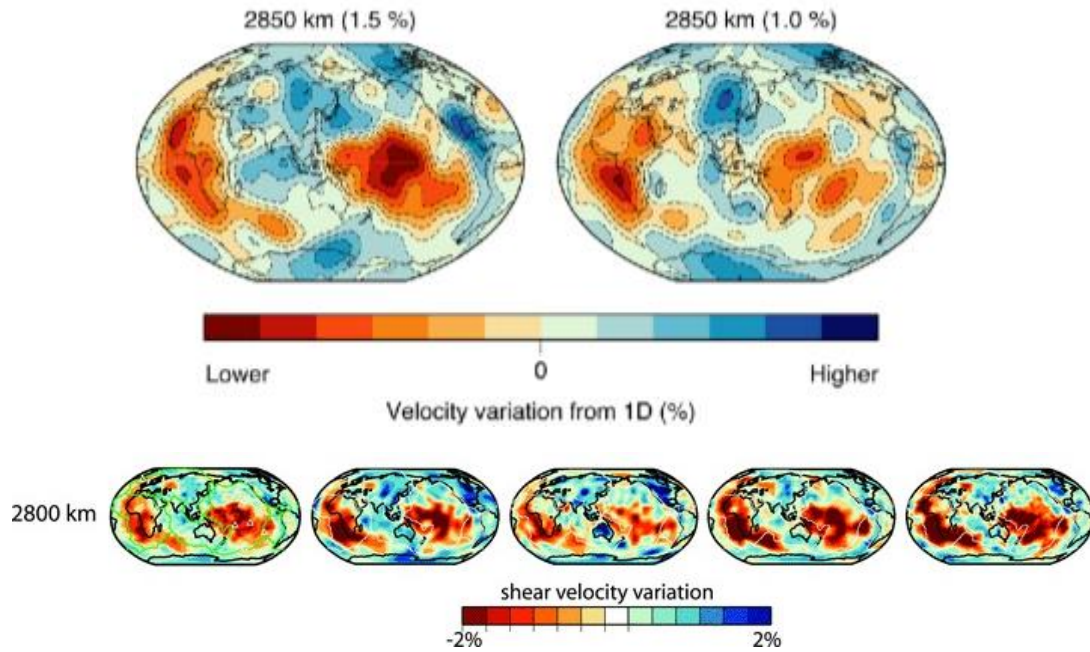 2850 km (1.5 %)
2850 km (1.0 %)
Lower
0
Higher
Velocity variation from 1D (%)
2800 km
shear velocity variation
-2%
2%